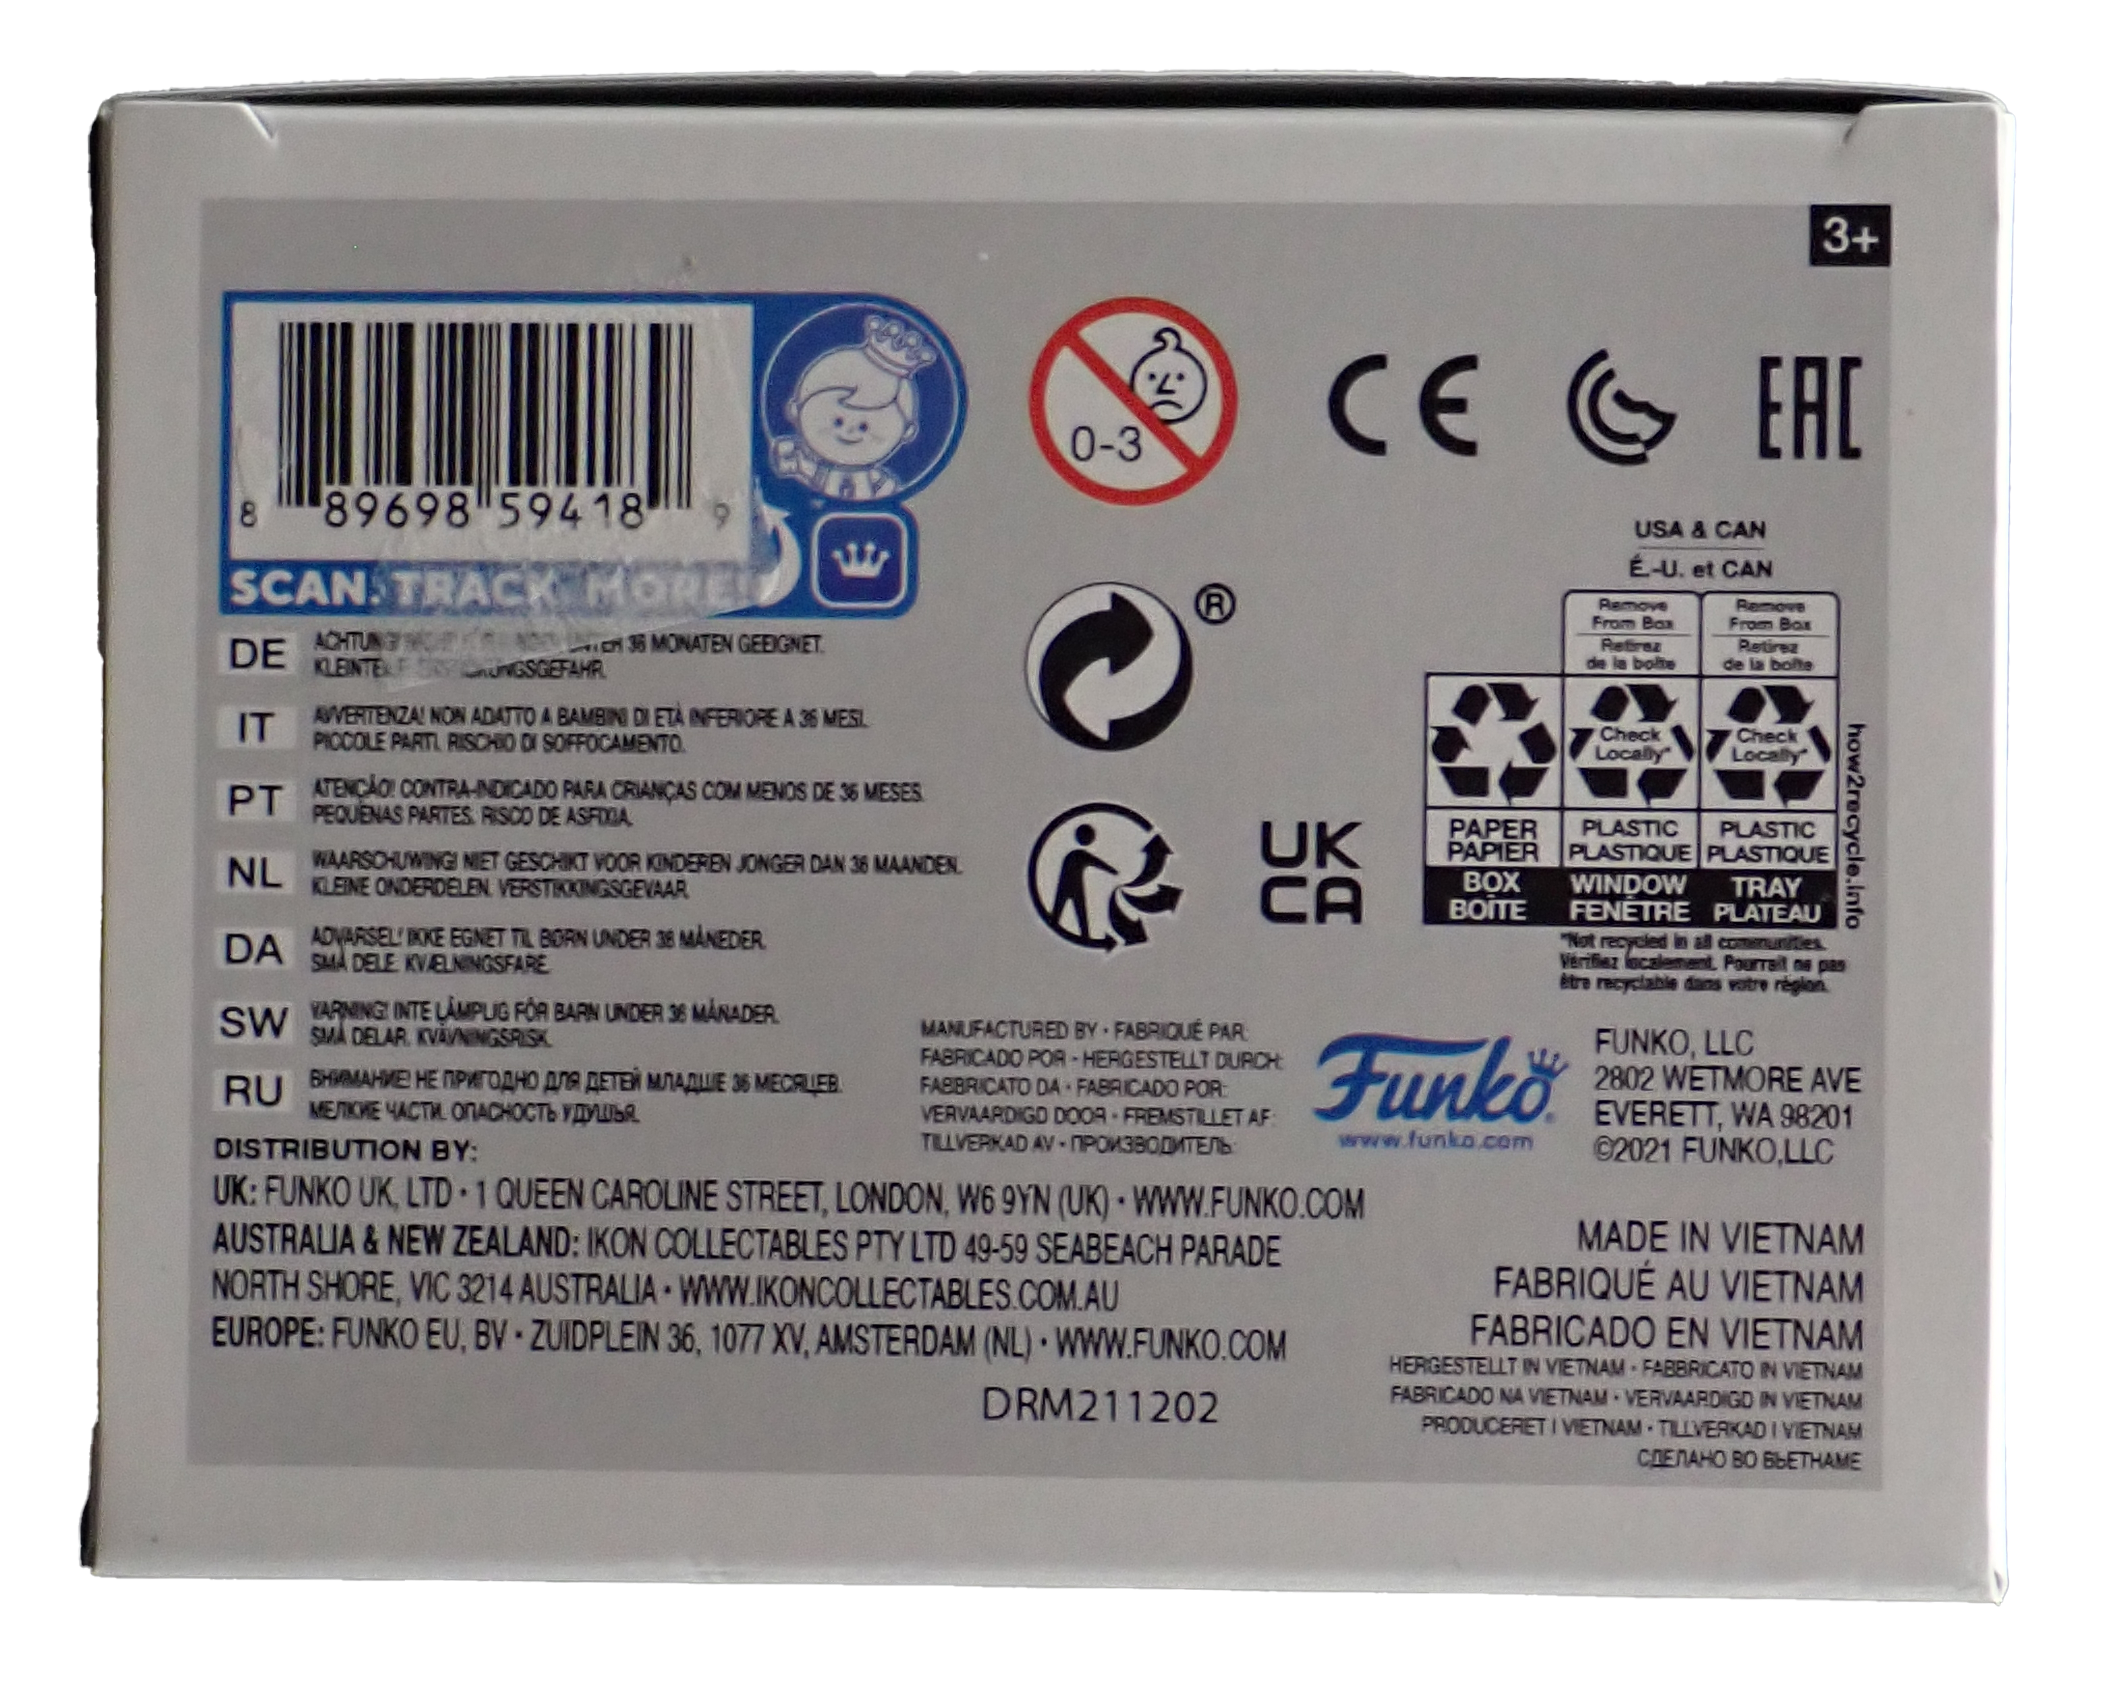 3+
8 89698 59418 9
SCAN. TRACK. MORE!
0-3
CE
EAC
USA & CAN
É.-U. et CAN
Remove
From Box
Retirez
de la boîte
Remove
From Box
Retirez
de la boîte
Check
Locally*
Check
Locally*
PAPER
PAPIER
PLASTIC
PLASTIQUE
PLASTIC
PLASTIQUE
BOX
BOÎTE
WINDOW
FENÊTRE
TRAY
PLATEAU
how2recycle.info
*Not recycled in all communities.
Vérifiez localement. Pourrait ne pas
être recyclable dans votre région.
®
UK
CA
DE ACHTUNG! UNTER 36 MONATEN GEEIGNET.
IT AVVERTENZA! NON ADATTO A BAMBINI DI ETÀ INFERIORE A 36 MESI.
PICCOLE PARTI. RISCHIO DI SOFFOCAMENTO.
PT ATENÇÃO! CONTRA-INDICADO PARA CRIANÇAS COM MENOS DE 36 MESES.
PEQUENAS PARTES. RISCO DE ASFIXIA.
NL WAARSCHUWING! NIET GESCHIKT VOOR KINDEREN JONGER DAN 36 MAANDEN.
KLEINE ONDERDELEN. VERSTIKKINGSGEVAAR.
DA ADVARSEL! IKKE EGNET TIL BØRN UNDER 36 MÅNEDER.
SMÅ DELE. KVÆLNINGSFARE.
SW VARNING! INTE LÄMPLIG FÖR BARN UNDER 36 MÅNADER.
SMÅ DELAR. KVÄVNINGSRISK.
RU ВНИМАНИЕ! НЕ ПРИГОДНО ДЛЯ ДЕТЕЙ МЛАДШЕ 36 МЕСЯЦЕВ.
МЕЛКИЕ ЧАСТИ. ОПАСНОСТЬ УДУШЬЯ.
MANUFACTURED BY • FABRIQUÉ PAR:
FABRICADO POR • HERGESTELLT DURCH:
FABBRICATO DA • FABRICADO POR:
VERVAARDIGD DOOR • FREMSTILLET AF:
TILLVERKAD AV • ПРОИЗВОДИТЕЛЬ:
Funko
www.funko.com
FUNKO, LLC
2802 WETMORE AVE
EVERETT, WA 98201
©2021 FUNKO,LLC
DISTRIBUTION BY:
UK: FUNKO UK, LTD • 1 QUEEN CAROLINE STREET, LONDON, W6 9YN (UK) • WWW.FUNKO.COM
AUSTRALIA & NEW ZEALAND: IKON COLLECTABLES PTY LTD 49-59 SEABEACH PARADE
NORTH SHORE, VIC 3214 AUSTRALIA • WWW.IKONCOLLECTABLES.COM.AU
EUROPE: FUNKO EU, BV • ZUIDPLEIN 36, 1077 XV, AMSTERDAM (NL) • WWW.FUNKO.COM
DRM211202
MADE IN VIETNAM
FABRIQUÉ AU VIETNAM
FABRICADO EN VIETNAM
HERGESTELLT IN VIETNAM • FABBRICATO IN VIETNAM
FABRICADO NA VIETNAM • VERVAARDIGD IN VIETNAM
PRODUCERET I VIETNAM • TILLVERKAD I VIETNAM
СДЕЛАНО ВО ВЬЕТНАМЕ